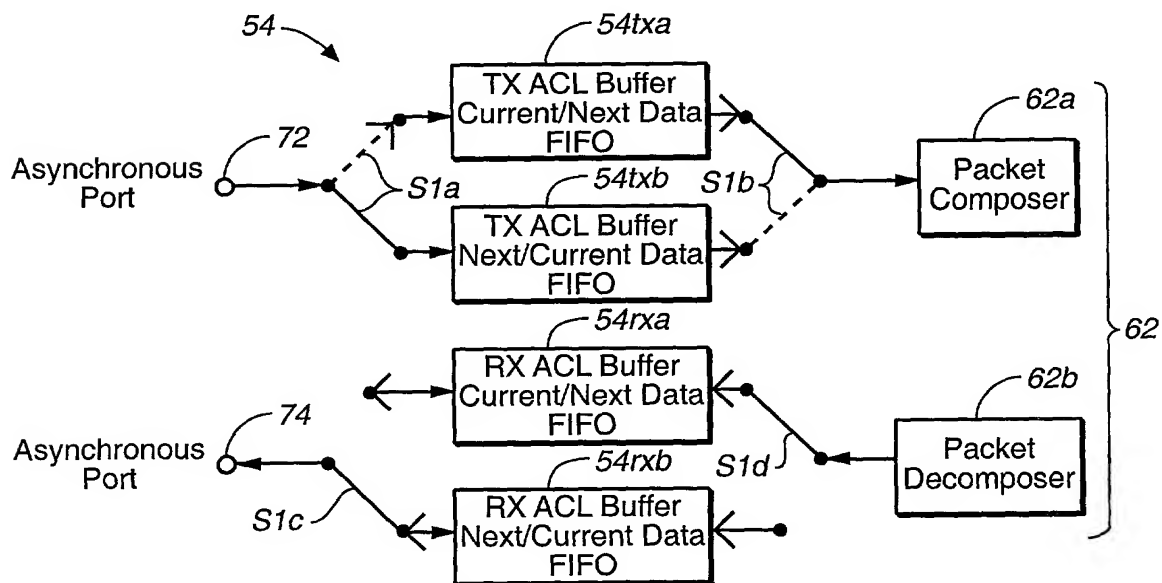 54
54txa
TX ACL Buffer
Current/Next Data
FIFO
62a
72
Asynchronous
Port
S1a
54txb
S1b
Packet
Composer
TX ACL Buffer
Next/Current Data
FIFO
62
54rxa
RX ACL Buffer
Current/Next Data
FIFO
62b
74
Asynchronous
Port
S1c
54rxb
S1d
Packet
Decomposer
RX ACL Buffer
Next/Current Data
FIFO